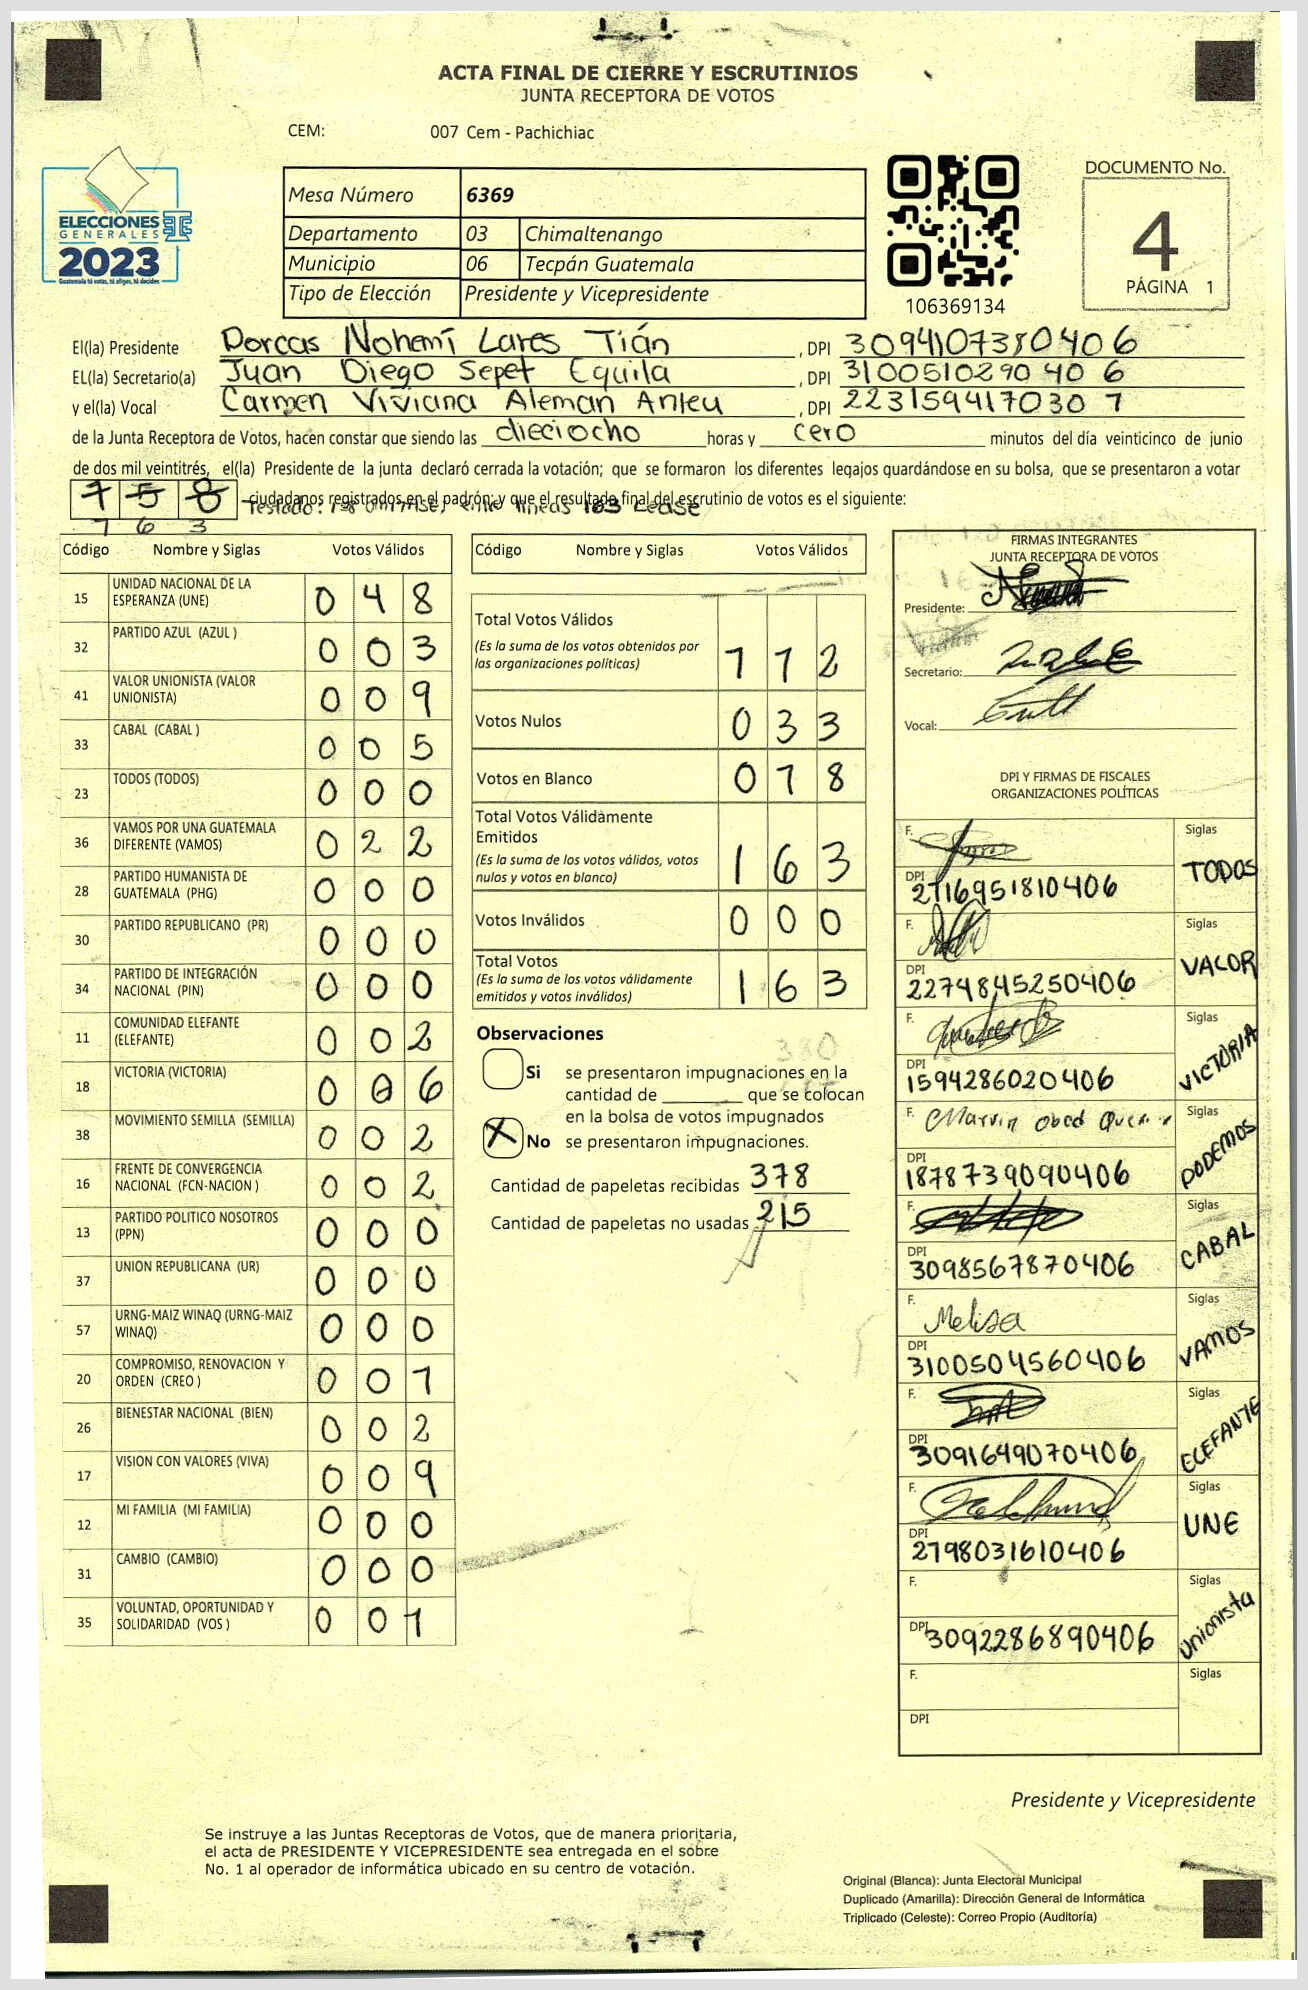 ACTA FINAL DE CIERRE Y ESCRUTINIOS
JUNTA RECEPTORA DE VOTOS
CEM: 007 Cem - Pachichiac
ELECCIONES
GENERALES
2023
Guatemala tú votas, tú eliges, tú decides
Mesa Número 6369
Departamento 03 Chimaltenango
Municipio 06 Tecpán Guatemala
Tipo de Elección Presidente y Vicepresidente
106369134
DOCUMENTO No.
4
PÁGINA 1
El(la) Presidente Dorcas Nohemí Lares Tián , DPI 3094107380406
EL(la) Secretario(a) Juan Diego Sepet Equila , DPI 3100510290406
y el(la) Vocal Carmen Viviana Aleman Anleu , DPI 2231594170307
de la Junta Receptora de Votos, hacen constar que siendo las dieciocho horas y cero minutos del día veinticinco de junio
de dos mil veintitrés, el(la) Presidente de la junta declaró cerrada la votación; que se formaron los diferentes legajos guardándose en su bolsa, que se presentaron a votar
758 ciudadanos registrados en el padrón; y que el resultado final del escrutinio de votos es el siguiente:
763 Testado: omitase, entre lineas 163 Lease
Código Nombre y Siglas Votos Válidos
15 UNIDAD NACIONAL DE LA ESPERANZA (UNE) 0 4 8
32 PARTIDO AZUL (AZUL ) 0 0 3
41 VALOR UNIONISTA (VALOR UNIONISTA) 0 0 9
33 CABAL (CABAL ) 0 0 5
23 TODOS (TODOS) 0 0 0
36 VAMOS POR UNA GUATEMALA DIFERENTE (VAMOS) 0 2 2
28 PARTIDO HUMANISTA DE GUATEMALA (PHG) 0 0 0
30 PARTIDO REPUBLICANO (PR) 0 0 0
34 PARTIDO DE INTEGRACIÓN NACIONAL (PIN) 0 0 0
11 COMUNIDAD ELEFANTE (ELEFANTE) 0 0 2
18 VICTORIA (VICTORIA) 0 0 6
38 MOVIMIENTO SEMILLA (SEMILLA) 0 0 2
16 FRENTE DE CONVERGENCIA NACIONAL (FCN-NACION ) 0 0 2
13 PARTIDO POLITICO NOSOTROS (PPN) 0 0 0
37 UNION REPUBLICANA (UR) 0 0 0
57 URNG-MAIZ WINAQ (URNG-MAIZ WINAQ) 0 0 0
20 COMPROMISO, RENOVACION Y ORDEN (CREO ) 0 0 1
26 BIENESTAR NACIONAL (BIEN) 0 0 2
17 VISION CON VALORES (VIVA) 0 0 9
12 MI FAMILIA (MI FAMILIA) 0 0 0
31 CAMBIO (CAMBIO) 0 0 0
35 VOLUNTAD, OPORTUNIDAD Y SOLIDARIDAD (VOS ) 0 0 1
Código Nombre y Siglas Votos Válidos
Total Votos Válidos
(Es la suma de los votos obtenidos por
las organizaciones políticas) 1 1 2
Votos Nulos 0 3 3
Votos en Blanco 0 1 8
Total Votos Válidamente
Emitidos
(Es la suma de los votos válidos, votos
nulos y votos en blanco) 1 6 3
Votos Inválidos 0 0 0
Total Votos
(Es la suma de los votos válidamente
emitidos y votos inválidos) 1 6 3
Observaciones
Si se presentaron impugnaciones en la
cantidad de ________ que se colocan
en la bolsa de votos impugnados
X No se presentaron impugnaciones.
Cantidad de papeletas recibidas 378
Cantidad de papeletas no usadas 215
FIRMAS INTEGRANTES
JUNTA RECEPTORA DE VOTOS
Presidente:
Secretario:
Vocal:
DPI Y FIRMAS DE FISCALES
ORGANIZACIONES POLÍTICAS
F. Siglas TODOS
DPI 2716951810406
F. Siglas VALOR
DPI 2274845250406
F. Siglas VICTORIA
DPI 1594286020406
F. Marvin Obed Siglas PODEMOS
DPI 1878739090406
F. Siglas CABAL
DPI 3098567870406
F. Melisa Siglas VAMOS
DPI 3100504560406
F. Siglas ELEFANTE
DPI 3091649070406
F. Siglas UNE
DPI 2798031610406
F. Siglas Unionista
DPI 3092286890406
F. Siglas
DPI
Presidente y Vicepresidente
Se instruye a las Juntas Receptoras de Votos, que de manera prioritaria,
el acta de PRESIDENTE Y VICEPRESIDENTE sea entregada en el sobre
No. 1 al operador de informática ubicado en su centro de votación.
Original (Blanca): Junta Electoral Municipal
Duplicado (Amarilla): Dirección General de Informática
Triplicado (Celeste): Correo Propio (Auditoría)